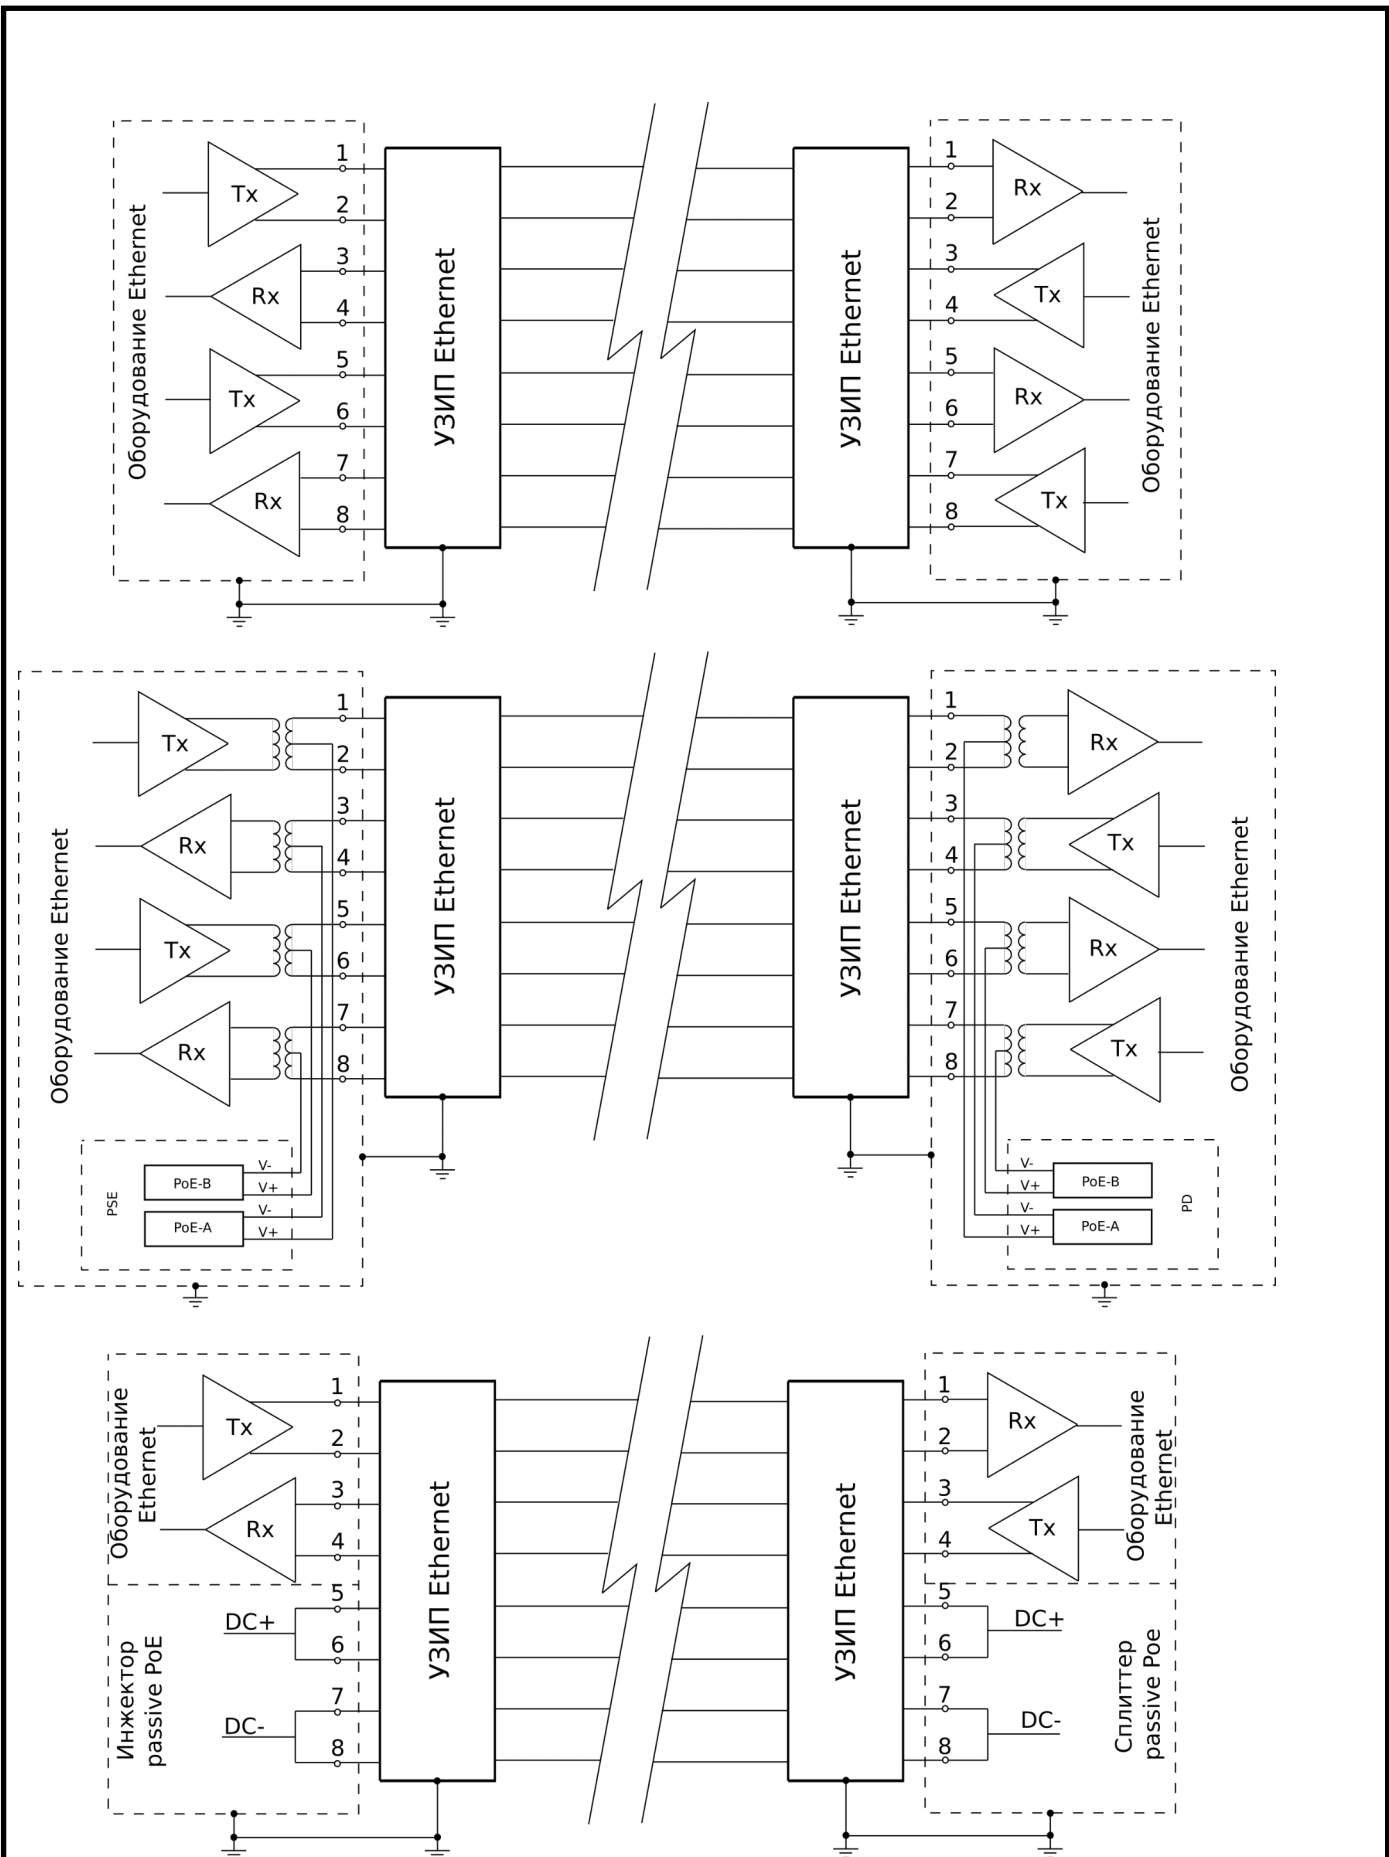 Оборудование Ethernet
Tx
Rx
Tx
Rx
1
2
3
4
5
6
7
8
УЗИП Ethernet
УЗИП Ethernet
1
2
3
4
5
6
7
8
Rx
Tx
Rx
Tx
Оборудование Ethernet
Оборудование Ethernet
Tx
Rx
Tx
Rx
1
2
3
4
5
6
7
8
PSE
PoE-B
V-
V+
PoE-A
V-
V+
УЗИП Ethernet
УЗИП Ethernet
1
2
3
4
5
6
7
8
Rx
Tx
Rx
Tx
V-
V+
PoE-B
V-
V+
PoE-A
PD
Оборудование Ethernet
Оборудование
Ethernet
Tx
Rx
1
2
3
4
5
6
7
8
Инжектор
passive PoE
DC+
DC-
УЗИП Ethernet
УЗИП Ethernet
1
2
3
4
5
6
7
8
Rx
Tx
Оборудование
Ethernet
DC+
DC-
Сплиттер
passive Poe